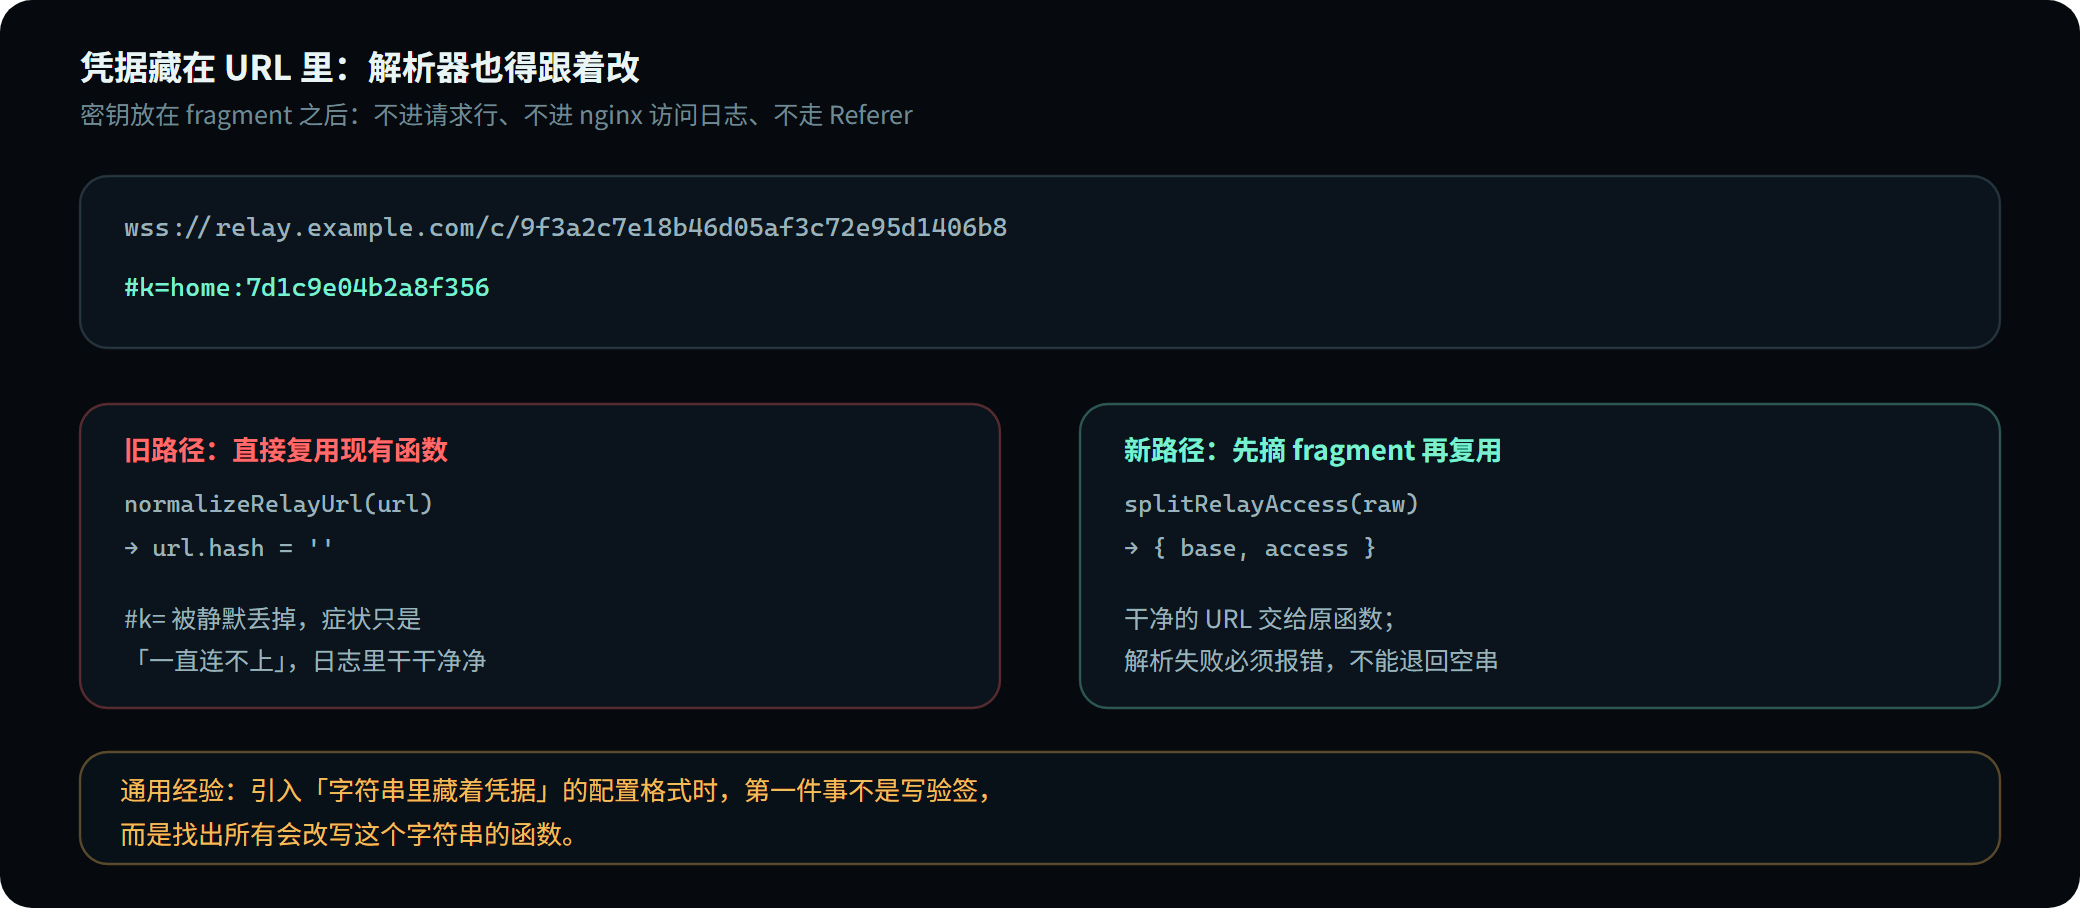 凭据藏在 URL 里：解析器也得跟着改
密钥放在 fragment 之后：不进请求行、不进 nginx 访问日志、不走 Referer
wss://relay.example.com/c/9f3a2c7e18b46d05af3c72e95d1406b8
#k=home:7d1c9e04b2a8f356
旧路径：直接复用现有函数
normalizeRelayUrl(url)
→ url.hash = ''
#k= 被静默丢掉，症状只是
「一直连不上」，日志里干干净净
新路径：先摘 fragment 再复用
splitRelayAccess(raw)
→ { base, access }
干净的 URL 交给原函数；
解析失败必须报错，不能退回空串
通用经验：引入「字符串里藏着凭据」的配置格式时，第一件事不是写验签，
而是找出所有会改写这个字符串的函数。